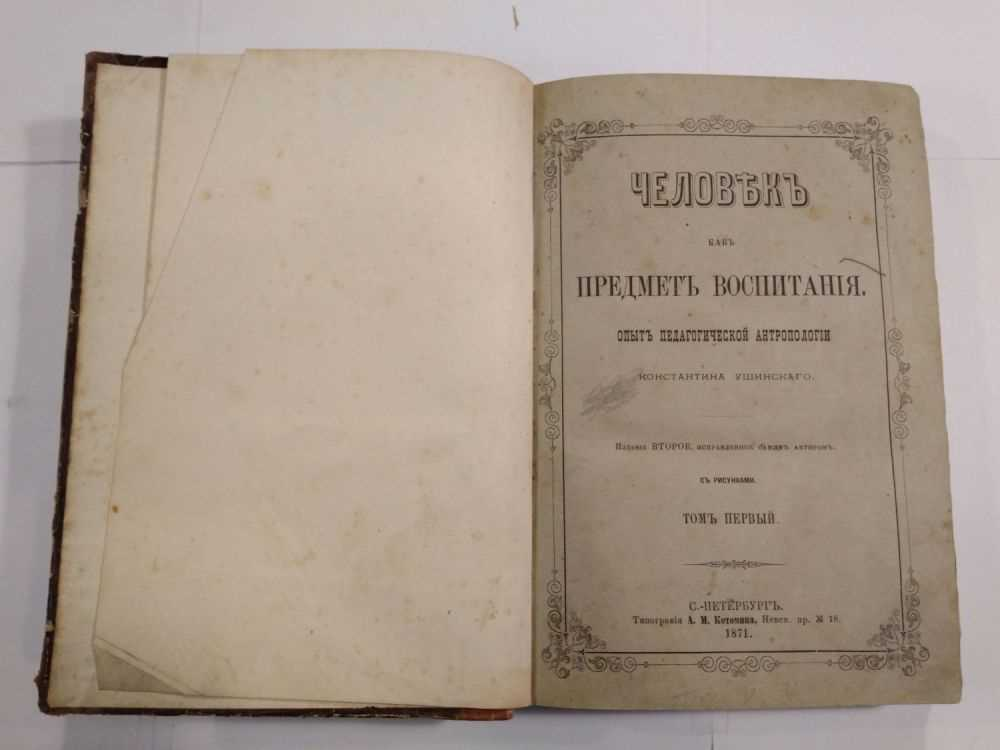 ЧЕЛОВѢКЪ
КАКЪ
ПРЕДМЕТЪ ВОСПИТАНІЯ.
ОПЫТЪ ПЕДАГОГИЧЕСКОЙ АНТРОПОЛОГІИ
КОНСТАНТИНА УШИНСКАГО.
Изданіе ВТОРОЕ, исправленное самимъ авторомъ.
СЪ РИСУНКАМИ.
ТОМЪ ПЕРВЫЙ.
С.-ПЕТЕРБУРГЪ.
Типографія А. М. Котомина, Невск. пр. № 18.
1871.